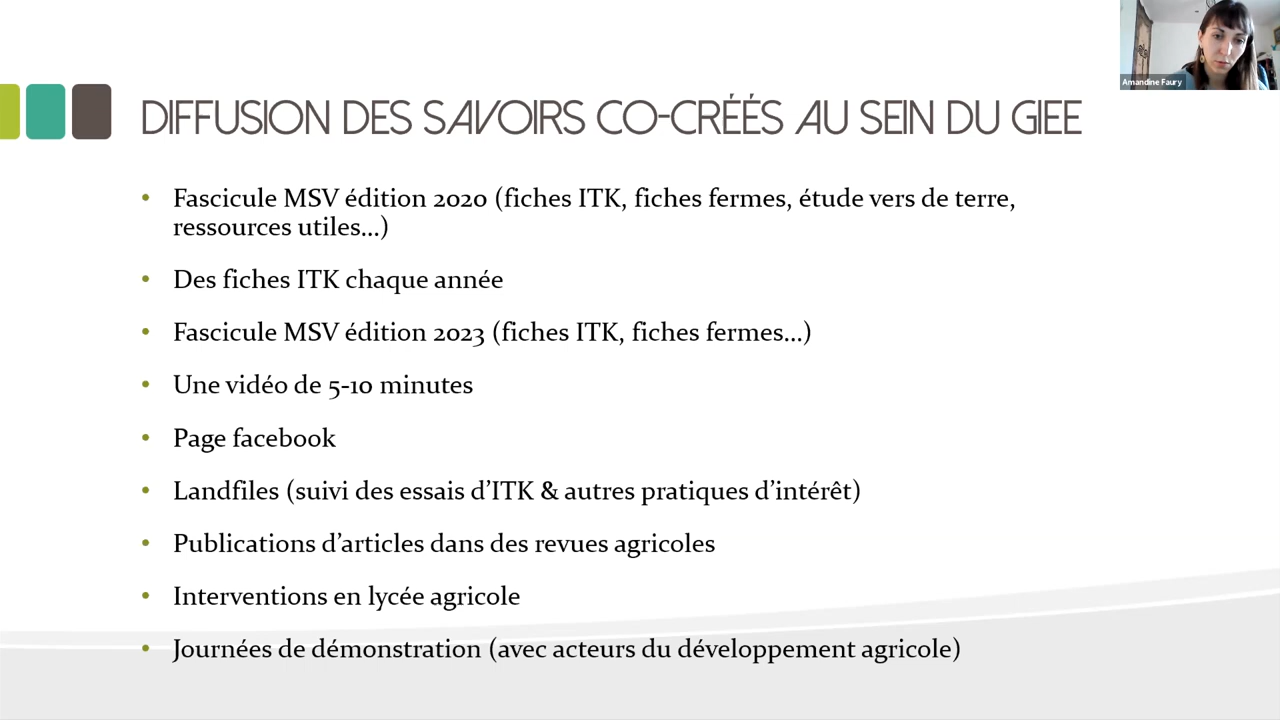 Amandine Faury
DIFFUSION DES SAVOIRS CO-CRÉÉS AU SEIN DU GIEE
• Fascicule MSV édition 2020 (fiches ITK, fiches fermes, étude vers de terre,
ressources utiles…)
• Des fiches ITK chaque année
• Fascicule MSV édition 2023 (fiches ITK, fiches fermes…)
• Une vidéo de 5-10 minutes
• Page facebook
• Landfiles (suivi des essais d’ITK & autres pratiques d’intérêt)
• Publications d’articles dans des revues agricoles
• Interventions en lycée agricole
• Journées de démonstration (avec acteurs du développement agricole)